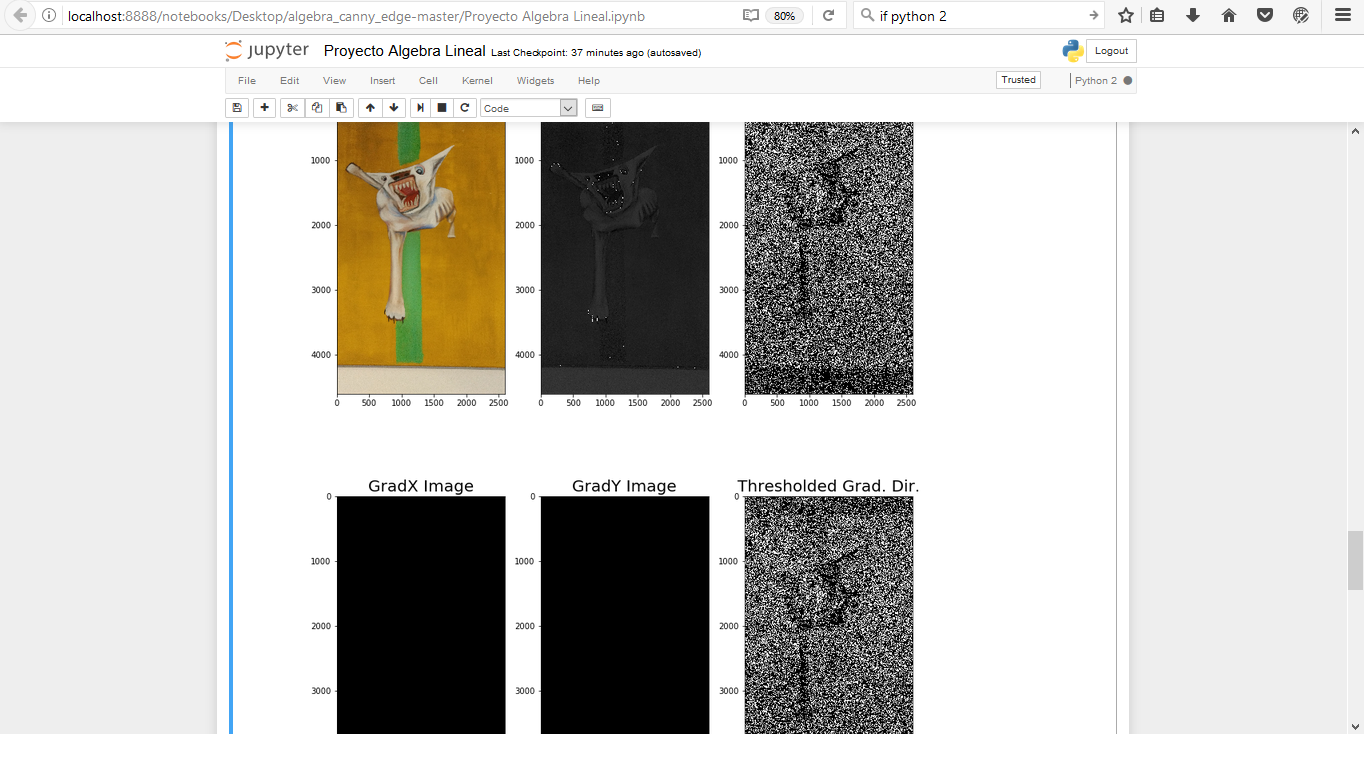 localhost:8888/notebooks/Desktop/algebra_canny_edge-master/Proyecto Algebra Lineal.ipynb 80% if python 2
jupyter Proyecto Algebra Lineal Last Checkpoint: 37 minutes ago (autosaved) Logout
File Edit View Insert Cell Kernel Widgets Help Trusted Python 2
Code
1000 1000 1000
2000 2000 2000
3000 3000 3000
4000 4000 4000
0 500 1000 1500 2000 2500 0 500 1000 1500 2000 2500 0 500 1000 1500 2000 2500
GradX Image GradY Image Thresholded Grad. Dir.
0 0 0
1000 1000 1000
2000 2000 2000
3000 3000 3000